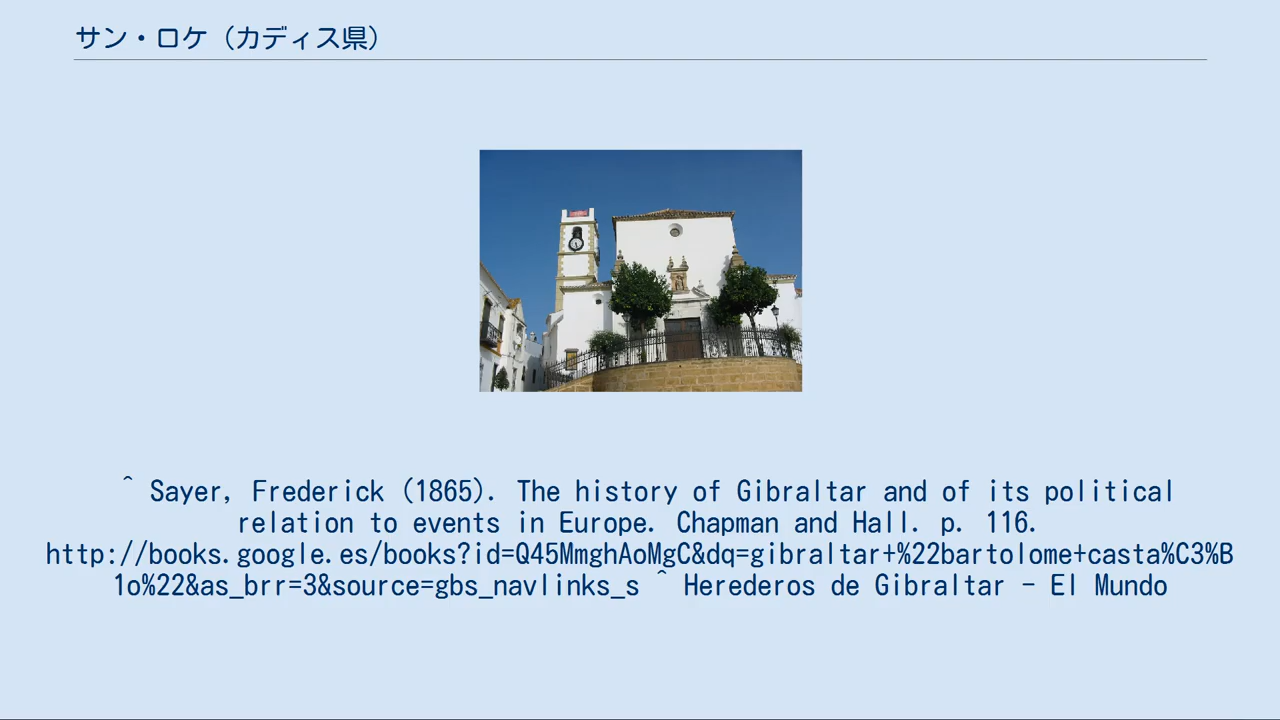 サン・ロケ（カディス県）
^ Sayer, Frederick (1865). The history of Gibraltar and of its political
relation to events in Europe. Chapman and Hall. p. 116.
http://books.google.es/books?id=Q45MmghAoMgC&dq=gibraltar+%22bartolome+casta%C3%B
1o%22&as_brr=3&source=gbs_navlinks_s ^ Herederos de Gibraltar - El Mundo